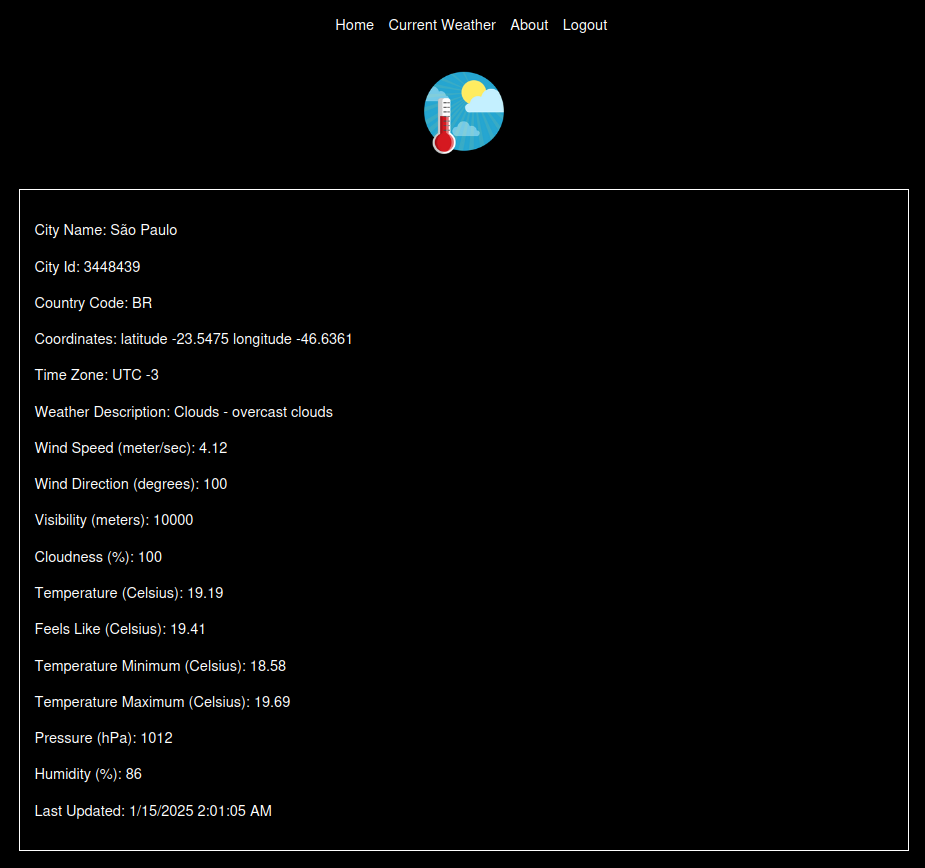 Home Current Weather About Logout
City Name: São Paulo
City Id: 3448439
Country Code: BR
Coordinates: latitude -23.5475 longitude -46.6361
Time Zone: UTC -3
Weather Description: Clouds - overcast clouds
Wind Speed (meter/sec): 4.12
Wind Direction (degrees): 100
Visibility (meters): 10000
Cloudness (%): 100
Temperature (Celsius): 19.19
Feels Like (Celsius): 19.41
Temperature Minimum (Celsius): 18.58
Temperature Maximum (Celsius): 19.69
Pressure (hPa): 1012
Humidity (%): 86
Last Updated: 1/15/2025 2:01:05 AM